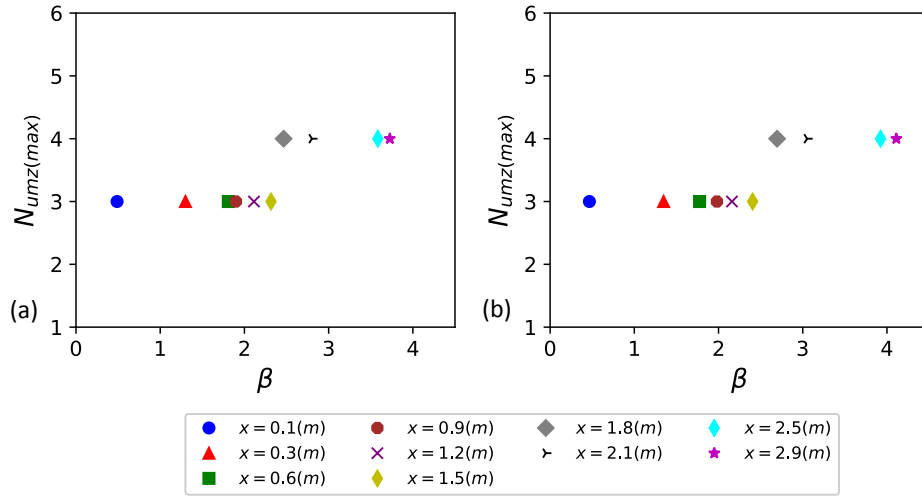 6
5
4
3
2
1
N_{umz(max)}
(a)
0 1 2 3 4
β
6
5
4
3
2
1
N_{umz(max)}
(b)
0 1 2 3 4
β
x = 0.1(m) x = 0.9(m) x = 1.8(m) x = 2.5(m)
x = 0.3(m) x = 1.2(m) x = 2.1(m) x = 2.9(m)
x = 0.6(m) x = 1.5(m)